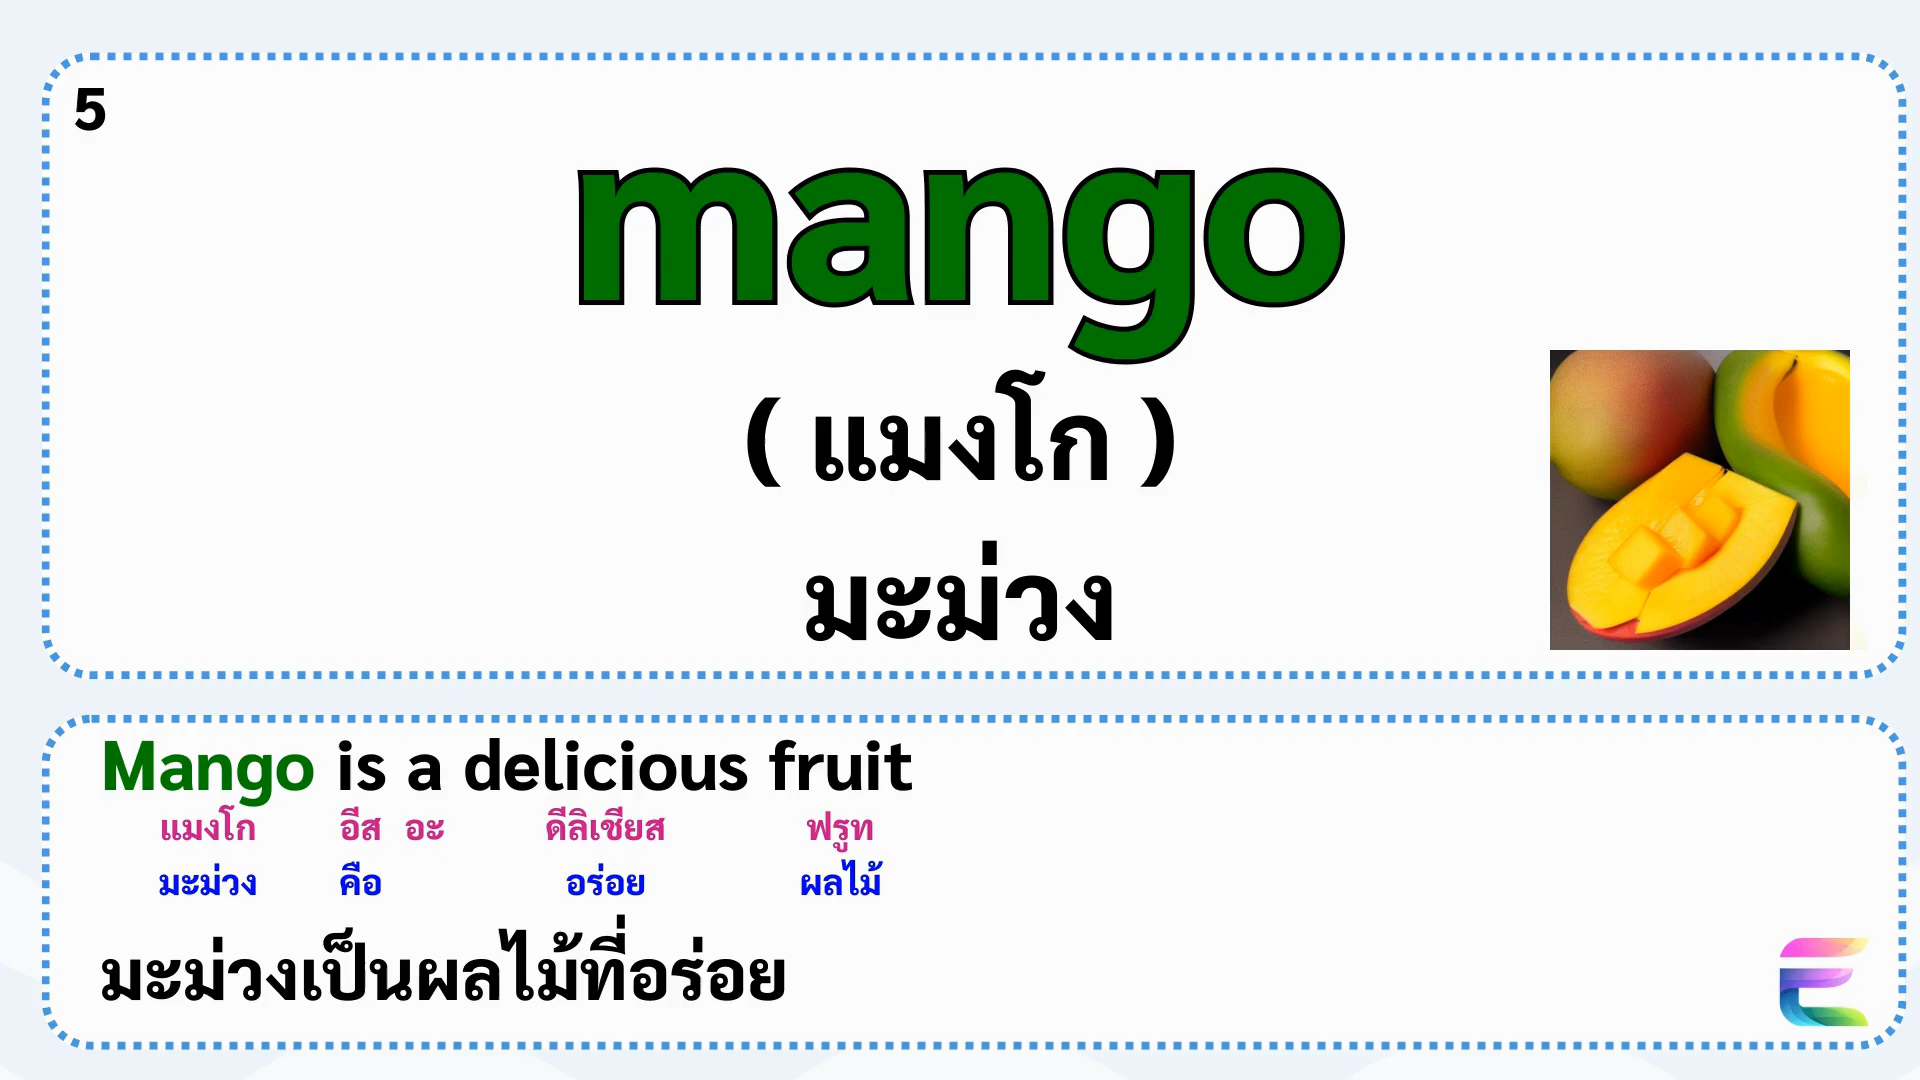 5
mango
( แมงโก )
มะม่วง
Mango is a delicious fruit
แมงโก อีส อะ ดีลิเชียส ฟรูท
มะม่วง คือ อร่อย ผลไม้
มะม่วงเป็นผลไม้ที่อร่อย